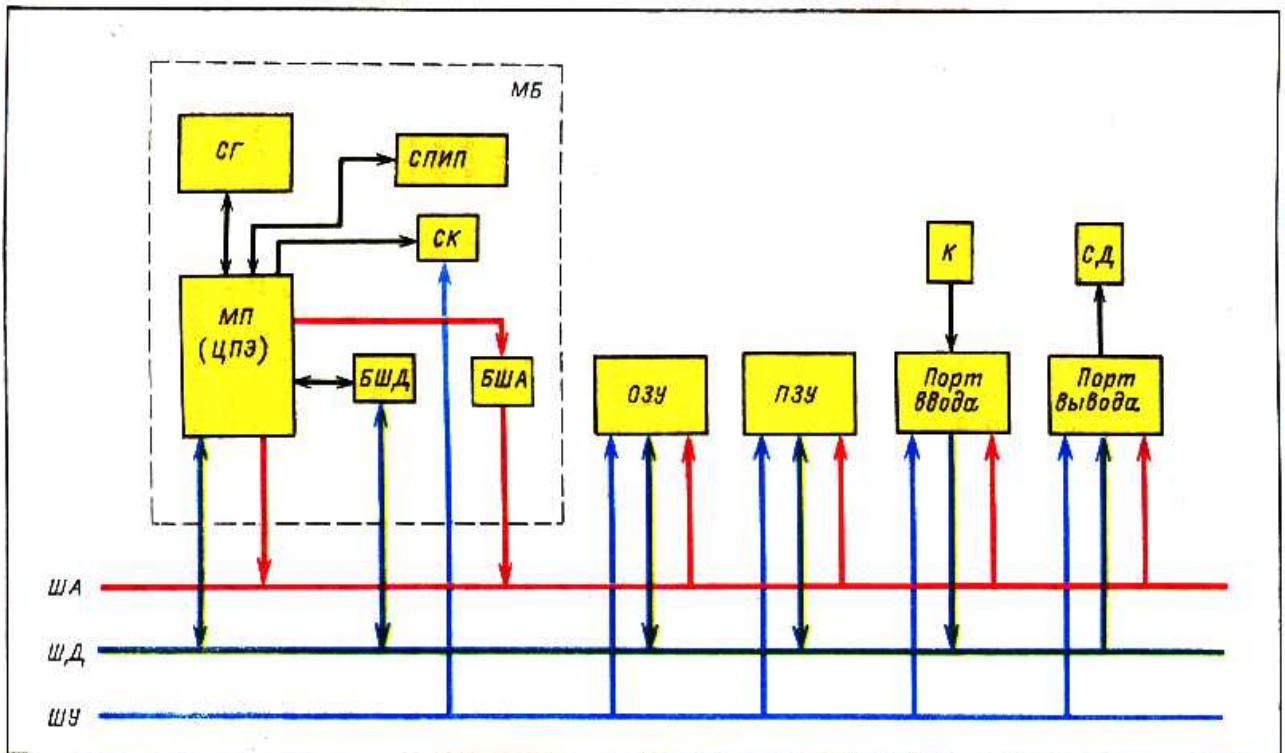 МБ
СГ
СПИП
СК
К
СД
МП
(ЦПЭ)
БШД
БША
ОЗУ
ПЗУ
Порт
ввода
Порт
вывода
ША
ШД
ШУ